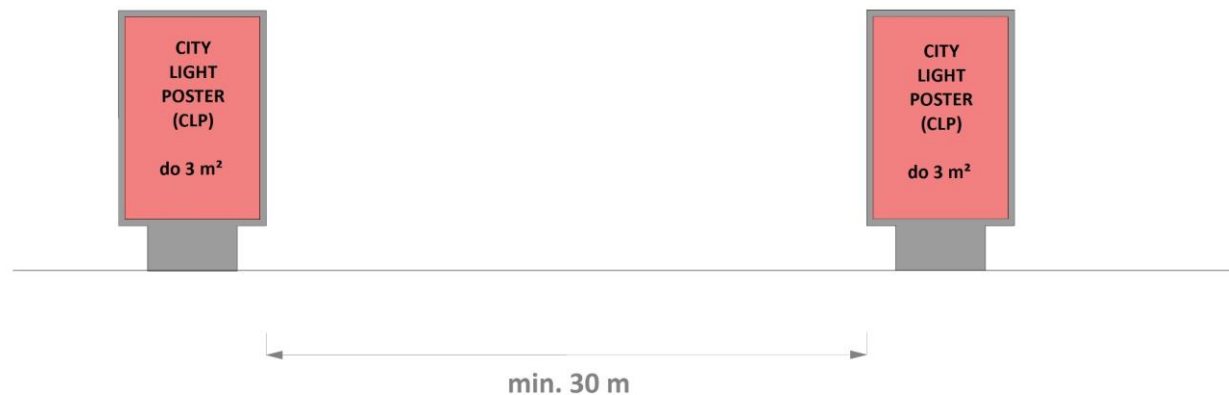 CITY
LIGHT
POSTER
(CLP)
do 3 m²
CITY
LIGHT
POSTER
(CLP)
do 3 m²
min. 30 m